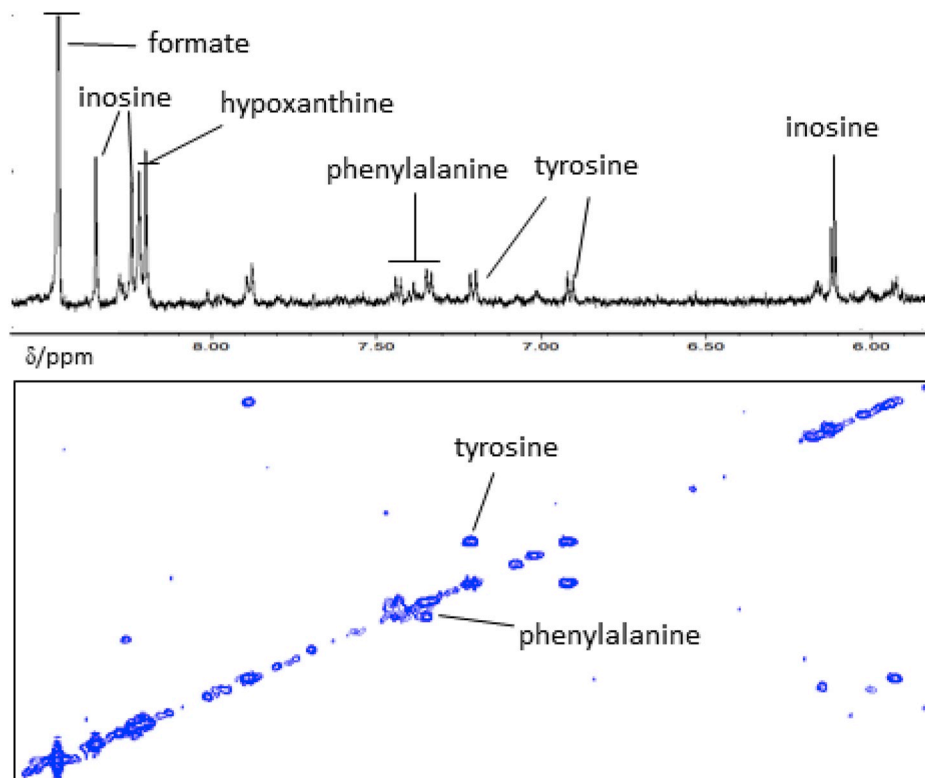 formate
inosine
hypoxanthine
phenylalanine
tyrosine
inosine
δ/ppm
8.00 7.50 7.00 6.50 6.00
tyrosine
phenylalanine